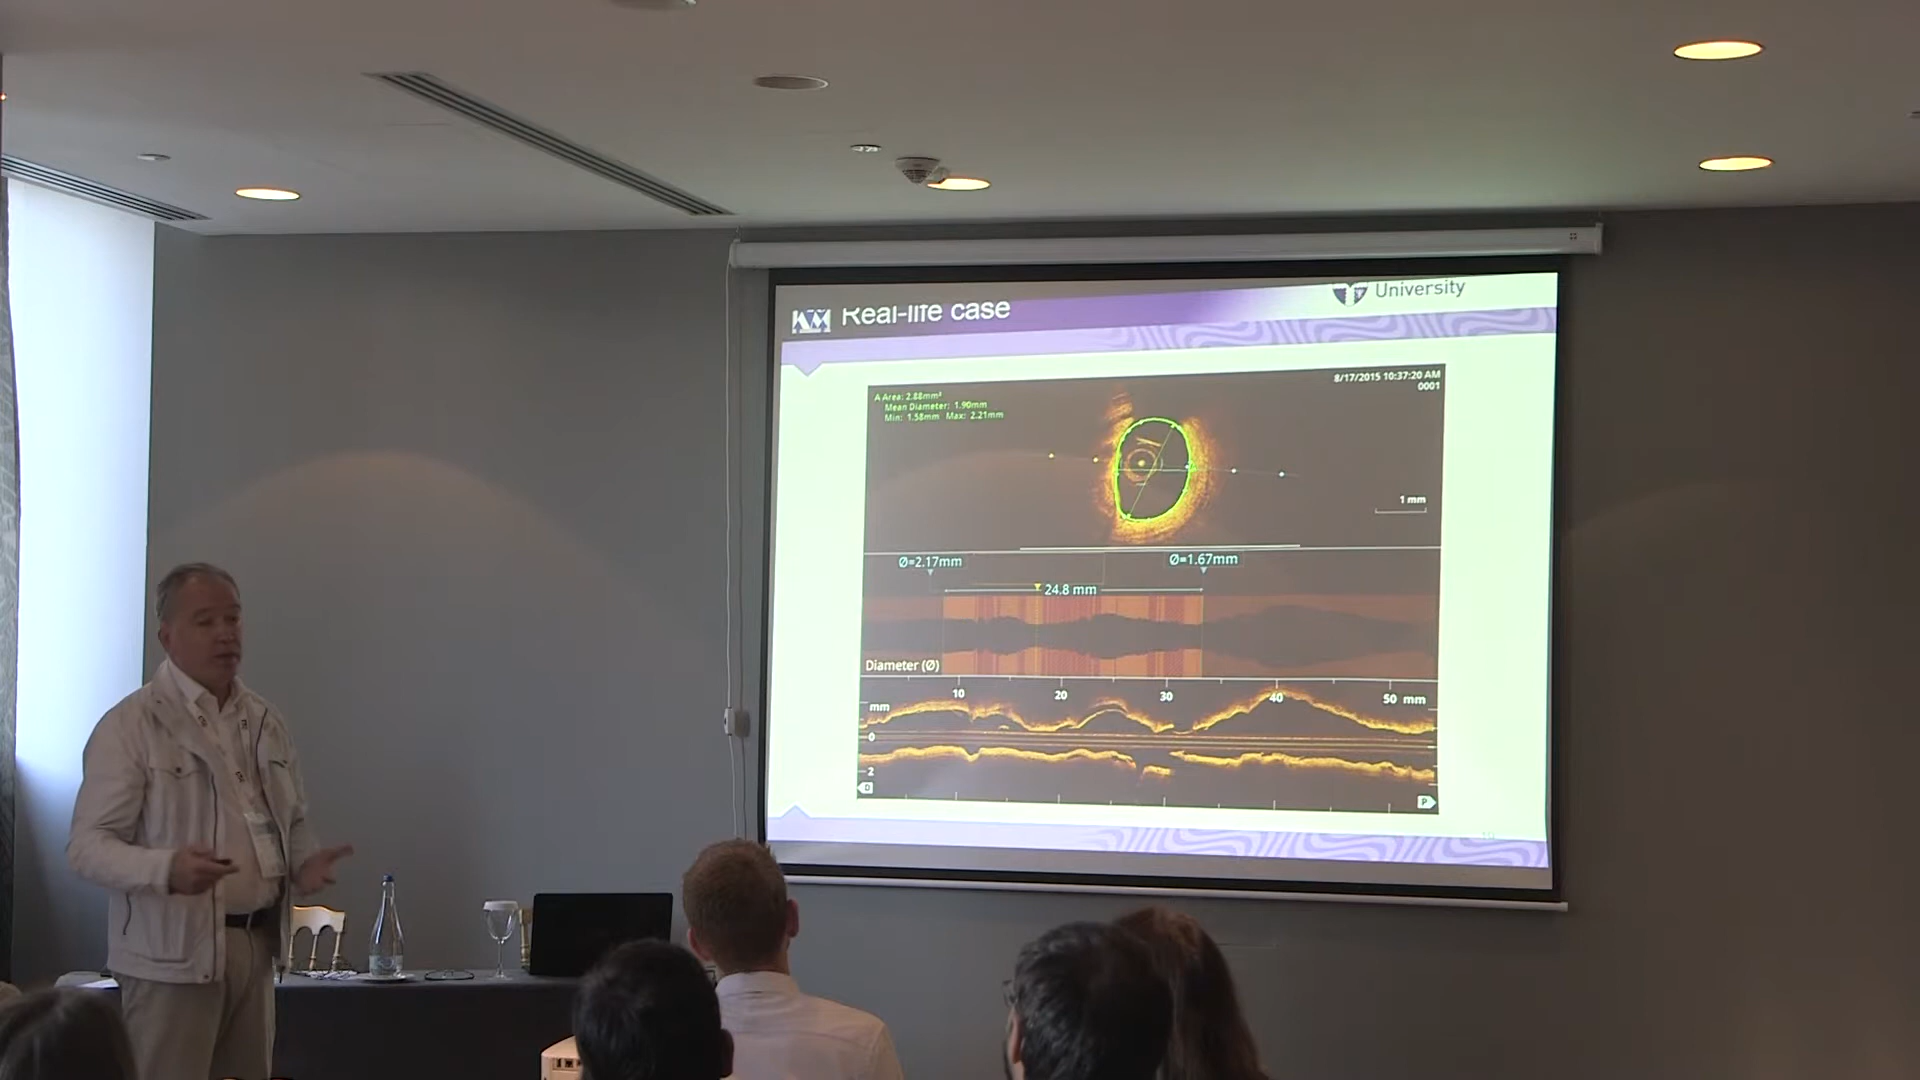 University
Real-life case
8/17/2015 10:37:20 AM
0001
A Area: 2.88mm²
Mean Diameter: 1.90mm
Min: 1.58mm Max: 2.21mm
1 mm
Ø=2.17mm
Ø=1.67mm
24.8 mm
Diameter (Ø)
10
20
30
40
50 mm
mm
0
2
D
P